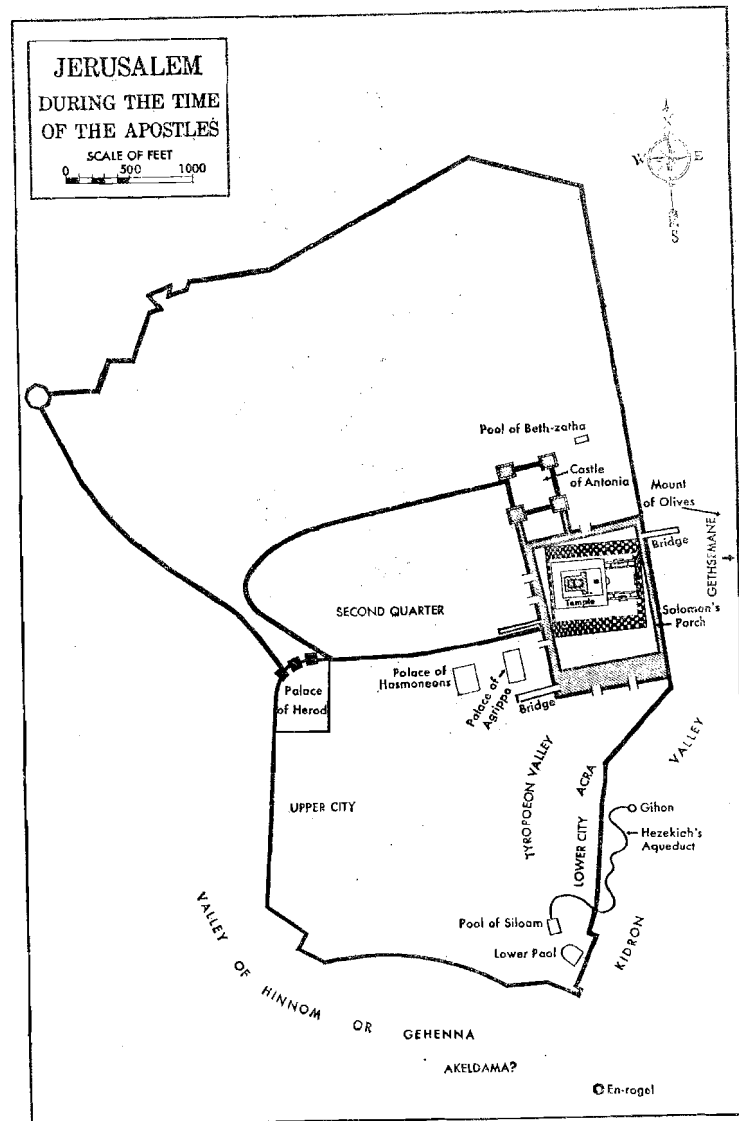 JERUSALEM
DURING THE TIME
OF THE APOSTLES
SCALE OF FEET
0 500 1000
N
W E
S
Pool of Beth-zatha
Castle
of Antonia
Mount
of Olives
Bridge
GETHSEMANE
Temple
Solomon's
Porch
SECOND QUARTER
Palace of
Hasmoneans
Palace of
Agrippa
Bridge
Palace
of Herod
UPPER CITY
TYROPOEON VALLEY
ACRA
LOWER CITY
VALLEY
Gihon
Hezekiah's
Aqueduct
Pool of Siloam
Lower Pool
KIDRON
VALLEY OF HINNOM OR GEHENNA
AKELDAMA?
En-rogel